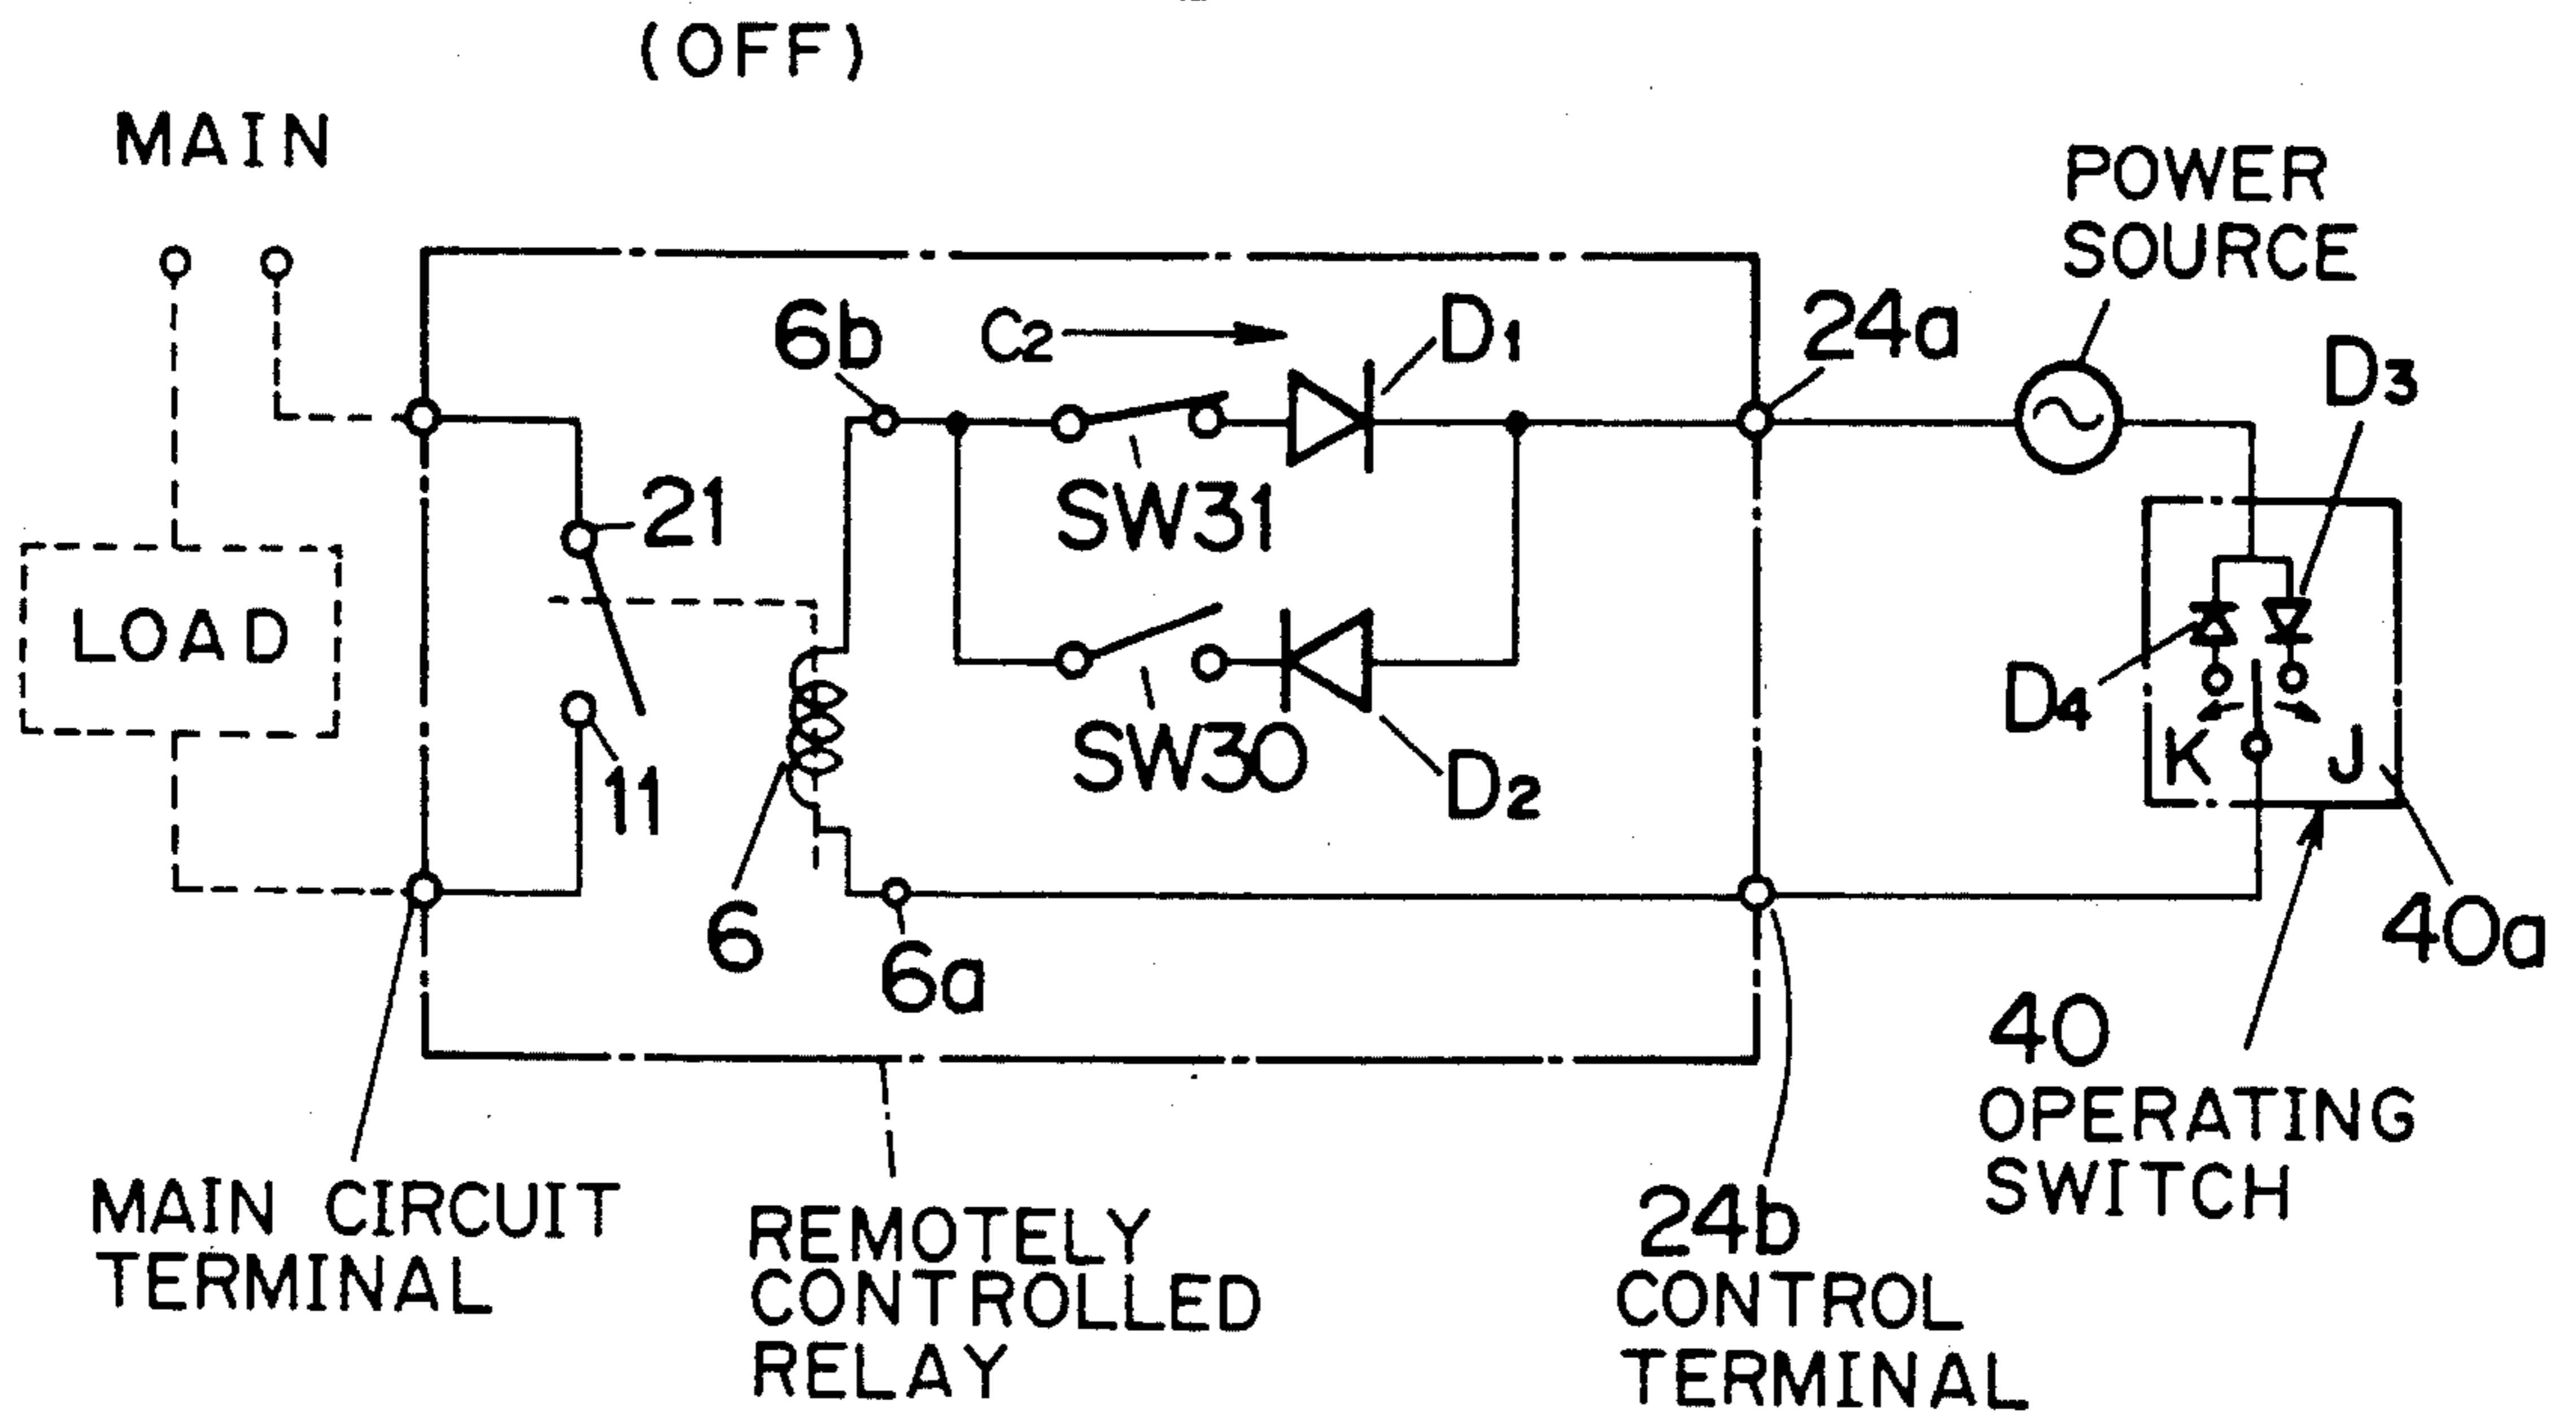 (OFF)
MAIN
POWER
SOURCE
6b
C2
D1
24a
D3
21
SW31
LOAD
D4
SW30
D2
K
J
11
6
6a
40a
40
OPERATING
SWITCH
MAIN CIRCUIT
TERMINAL
REMOTELY
CONTROLLED
RELAY
24b
CONTROL
TERMINAL